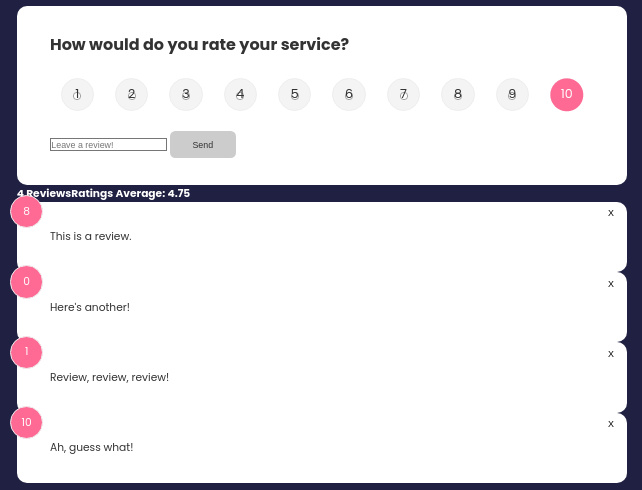 How would do you rate your service?
1 2 3 4 5 6 7 8 9 10
Leave a review! Send
4 ReviewsRatings Average: 4.75
8 x
This is a review.
0 x
Here's another!
1 x
Review, review, review!
10 x
Ah, guess what!